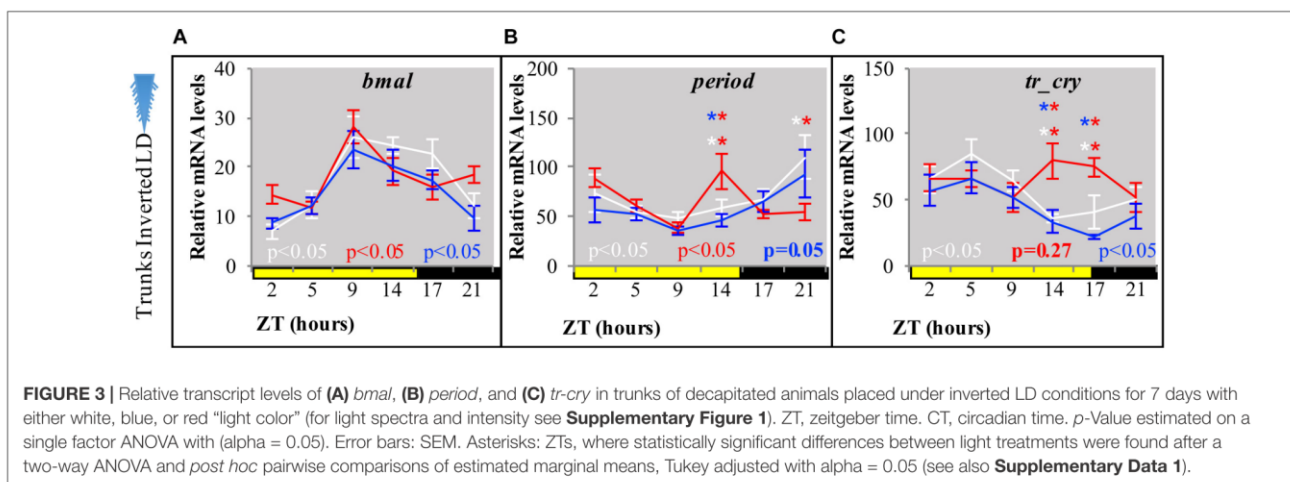 A
B
C
Trunks Inverted LD
Relative mRNA levels
40
30
20
10
0
bmal
p<0.05 p<0.05 p<0.05
2 5 9 14 17 21
ZT (hours)
Relative mRNA levels
200
150
100
50
0
period
**
**
**
p<0.05 p<0.05 p=0.05
2 5 9 14 17 21
ZT (hours)
Relative mRNA levels
150
100
50
0
tr_cry
**
**
**
**
p<0.05 p=0.27 p<0.05
2 5 9 14 17 21
ZT (hours)
FIGURE 3 | Relative transcript levels of (A) bmal, (B) period, and (C) tr-cry in trunks of decapitated animals placed under inverted LD conditions for 7 days with
either white, blue, or red “light color” (for light spectra and intensity see Supplementary Figure 1). ZT, zeitgeber time. CT, circadian time. p-Value estimated on a
single factor ANOVA with (alpha = 0.05). Error bars: SEM. Asterisks: ZTs, where statistically significant differences between light treatments were found after a
two-way ANOVA and post hoc pairwise comparisons of estimated marginal means, Tukey adjusted with alpha = 0.05 (see also Supplementary Data 1).